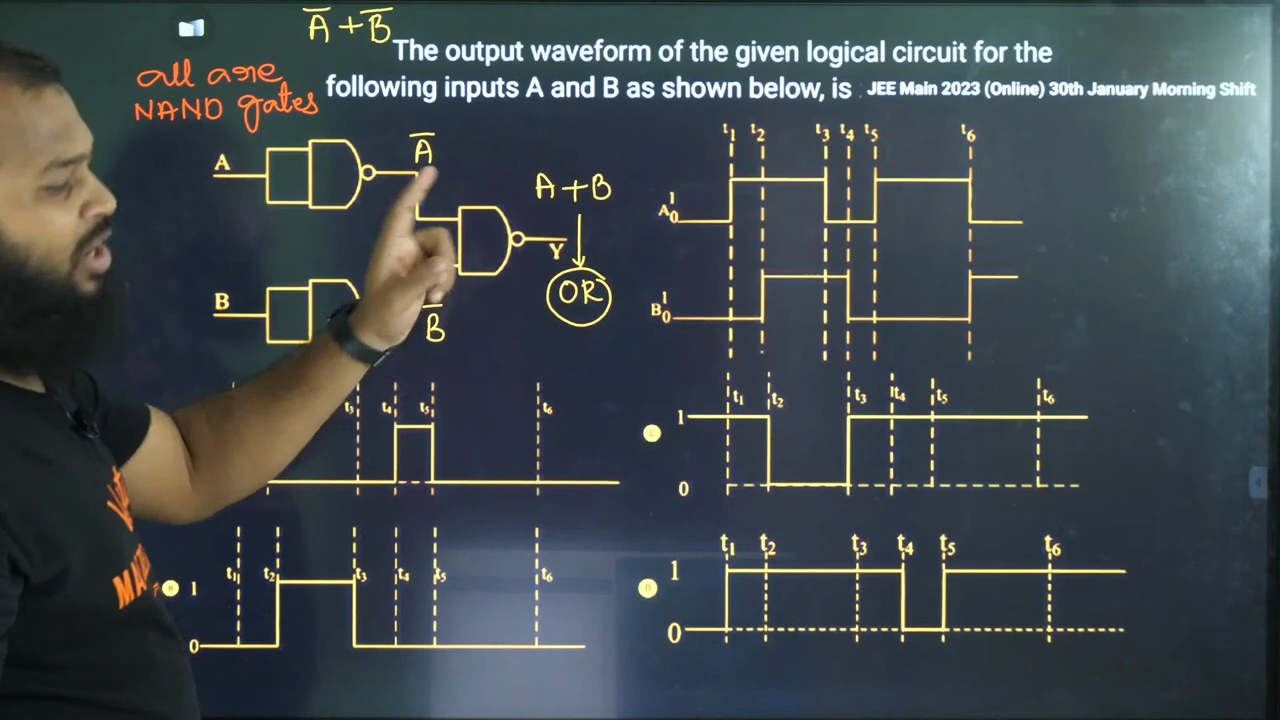 A̅ + B̅
The output waveform of the given logical circuit for the
following inputs A and B as shown below, is JEE Main 2023 (Online) 30th January Morning Shift
all are
NAND gates
A
A̅
A + B
Y
OR
B
B̅
t1 t2 t3 t4 t5 t6
A 1
0
B 1
0
t3 t4 t5 t6
C
1
t1 t2 t3 t4 t5 t6
0
B
1
t1 t2 t3 t4 t5 t6
0
D
t1 t2 t3 t4 t5 t6
1
0